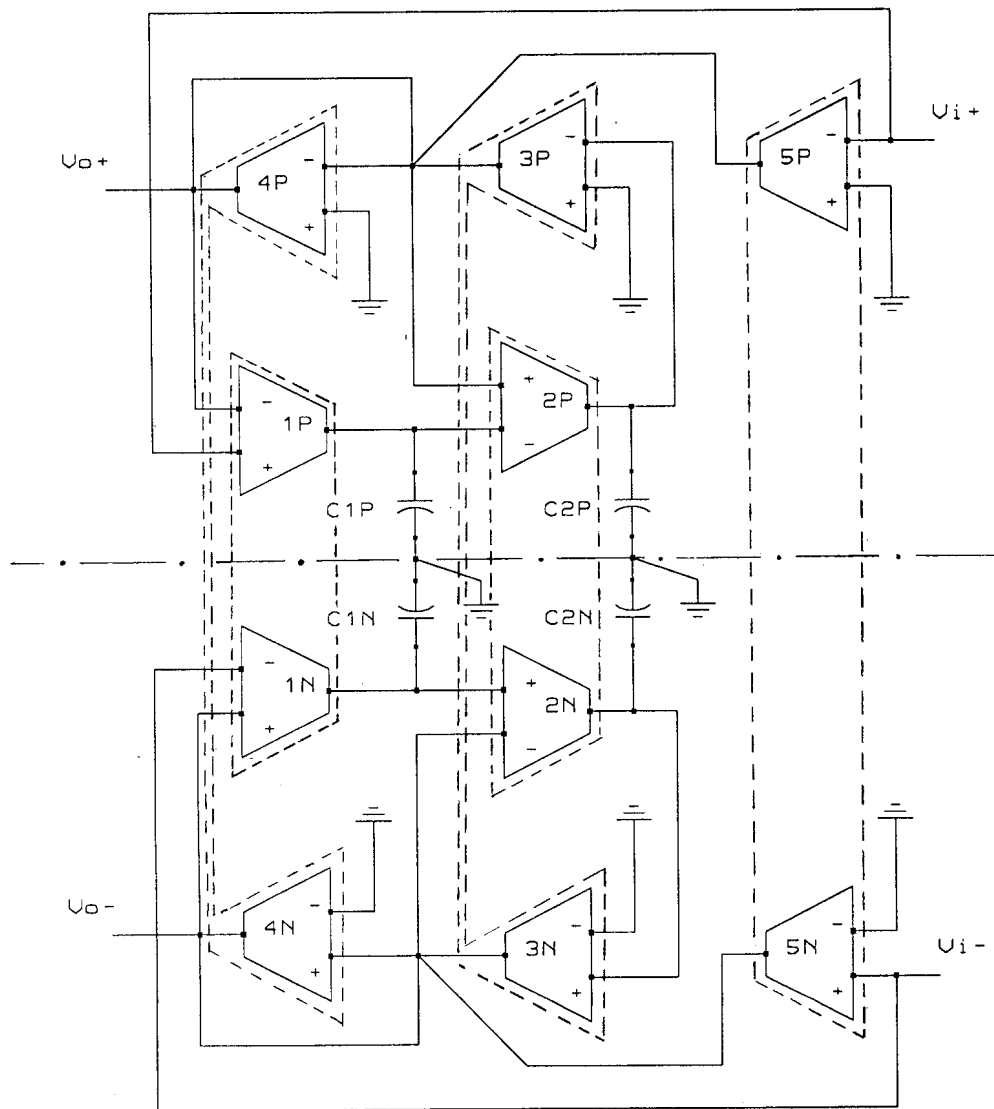 Vi+
5P
-
+
3P
-
+
4P
-
+
Vo+
1P
-
+
2P
+
-
C1P
C2P
C1N
C2N
1N
-
+
2N
+
-
4N
-
+
3N
-
+
5N
-
+
Vo-
Vi-